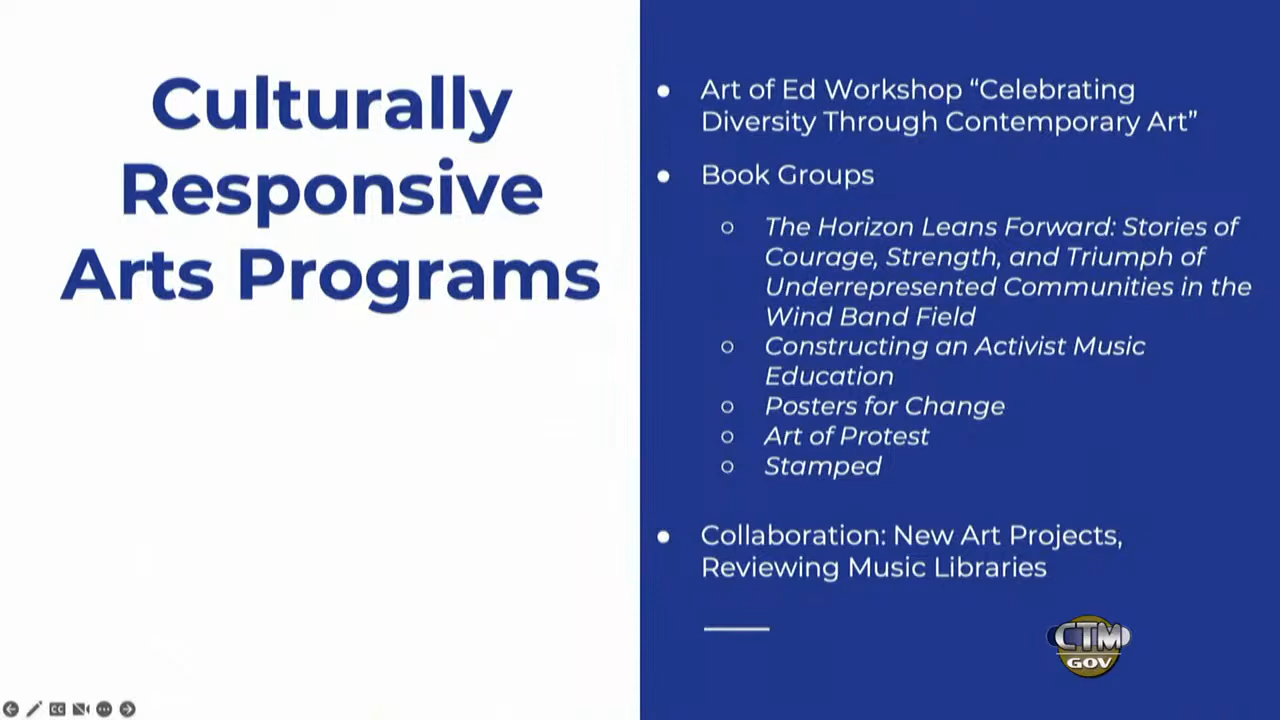 Culturally
Responsive
Arts Programs
● Art of Ed Workshop “Celebrating
Diversity Through Contemporary Art”
● Book Groups
○ The Horizon Leans Forward: Stories of
Courage, Strength, and Triumph of
Underrepresented Communities in the
Wind Band Field
○ Constructing an Activist Music
Education
○ Posters for Change
○ Art of Protest
○ Stamped
● Collaboration: New Art Projects,
Reviewing Music Libraries
CTM
GOV
CC